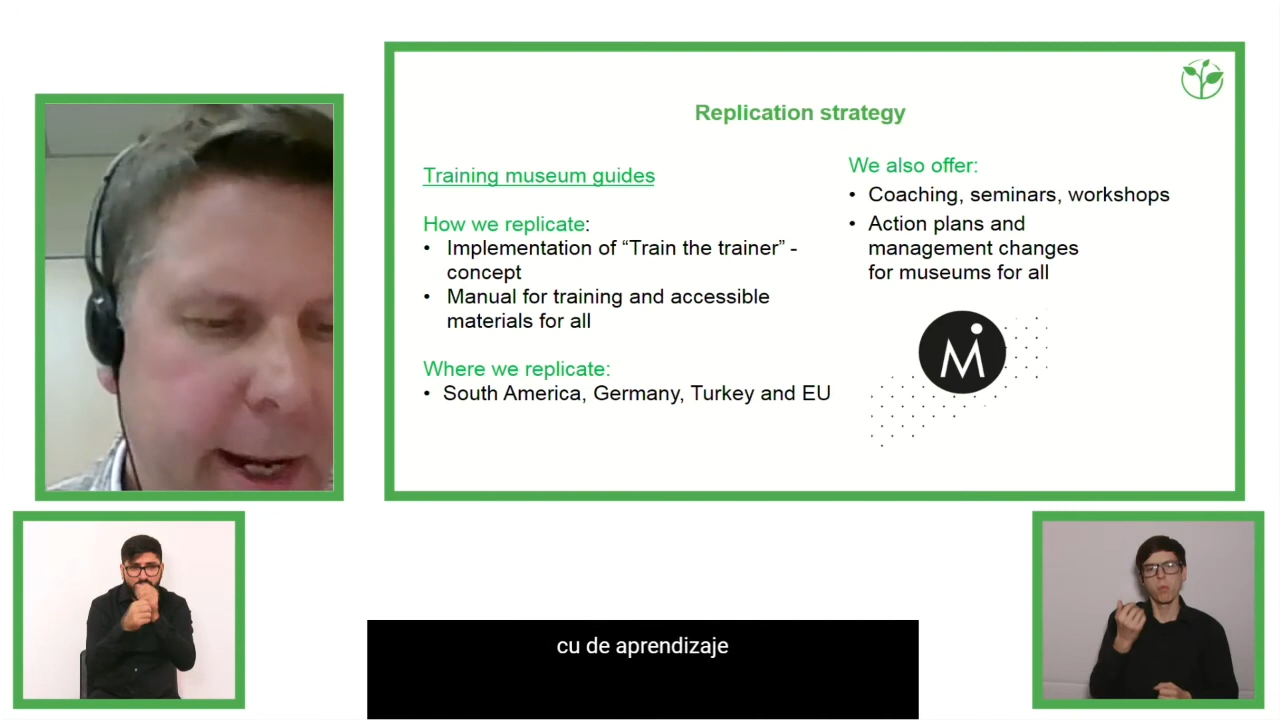 Replication strategy
Training museum guides
How we replicate:
• Implementation of “Train the trainer” -
concept
• Manual for training and accessible
materials for all
Where we replicate:
• South America, Germany, Turkey and EU
We also offer:
• Coaching, seminars, workshops
• Action plans and
management changes
for museums for all
M
cu de aprendizaje